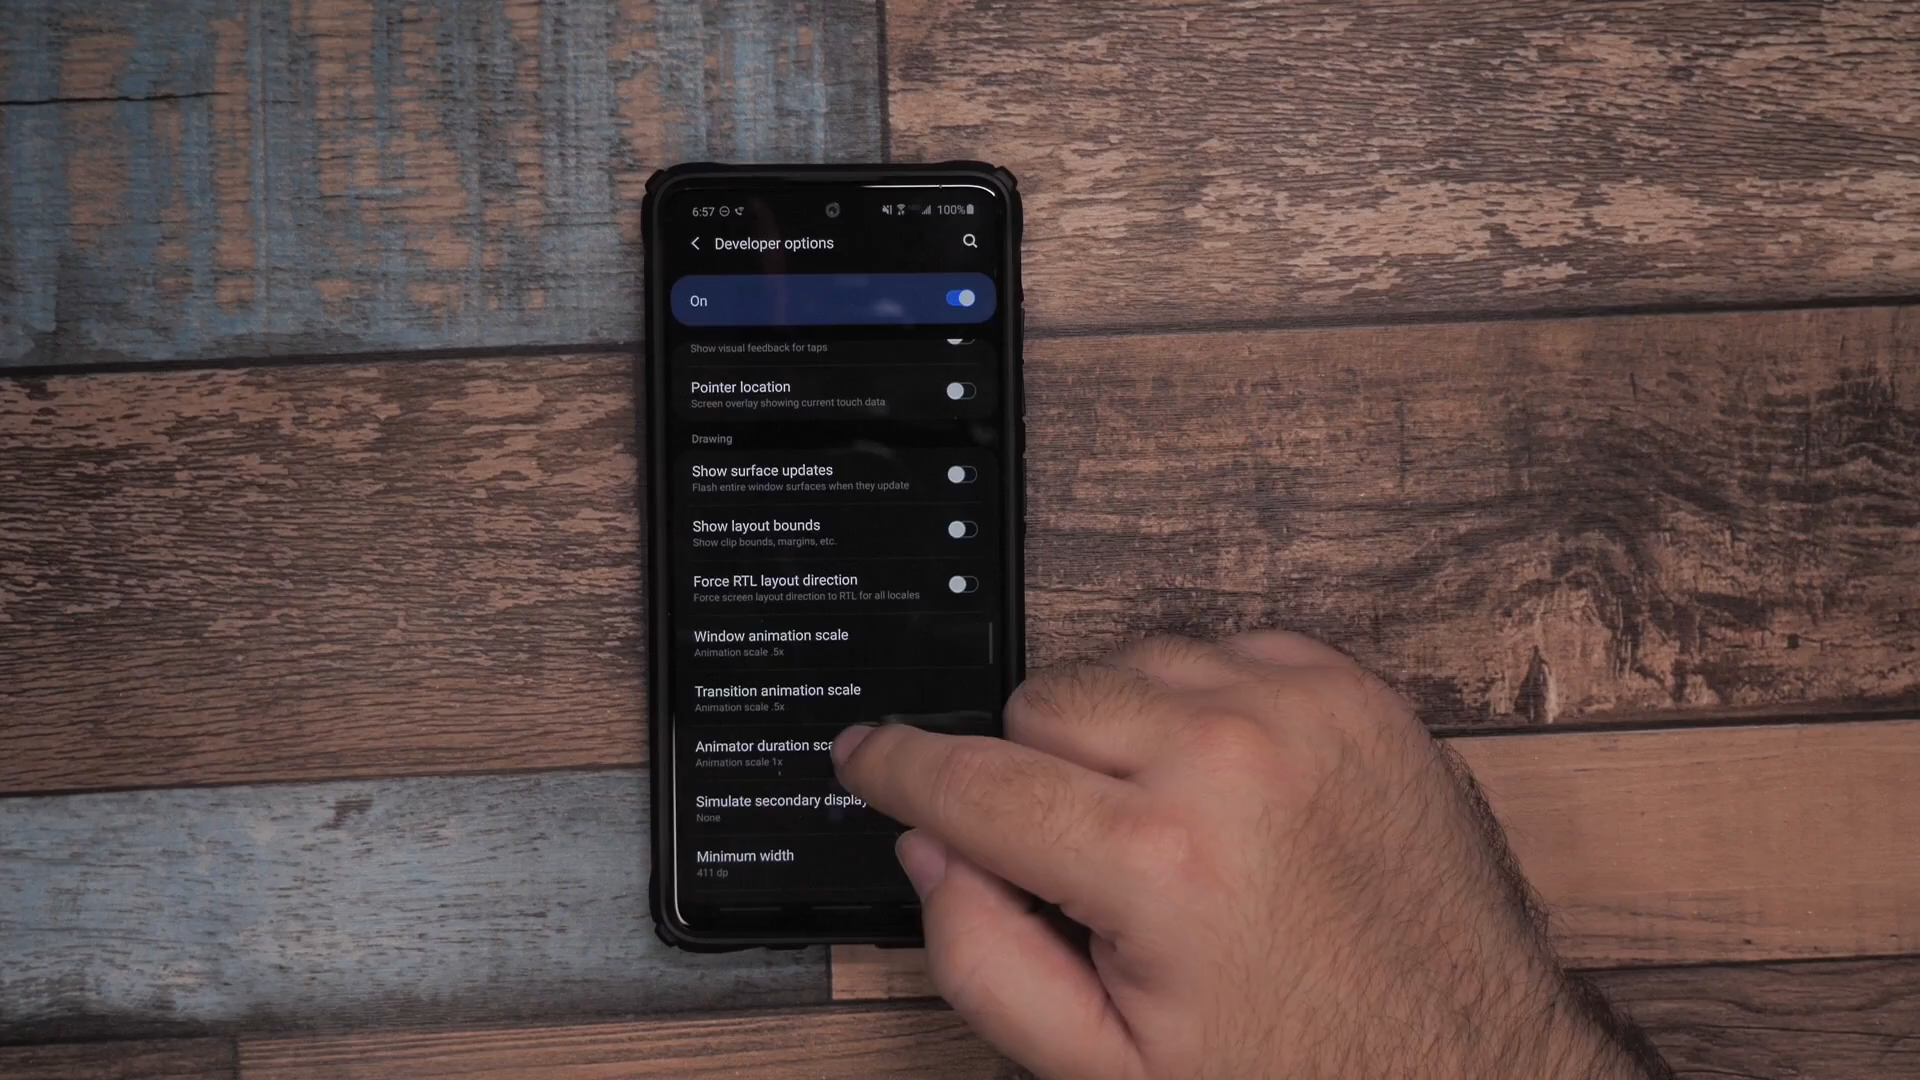 6:57 100%
Developer options
On
Show visual feedback for taps
Pointer location
Screen overlay showing current touch data
Drawing
Show surface updates
Flash entire window surfaces when they update
Show layout bounds
Show clip bounds, margins, etc.
Force RTL layout direction
Force screen layout direction to RTL for all locales
Window animation scale
Animation scale .5x
Transition animation scale
Animation scale .5x
Animator duration sca
Animation scale 1x
Simulate secondary display
None
Minimum width
411 dp